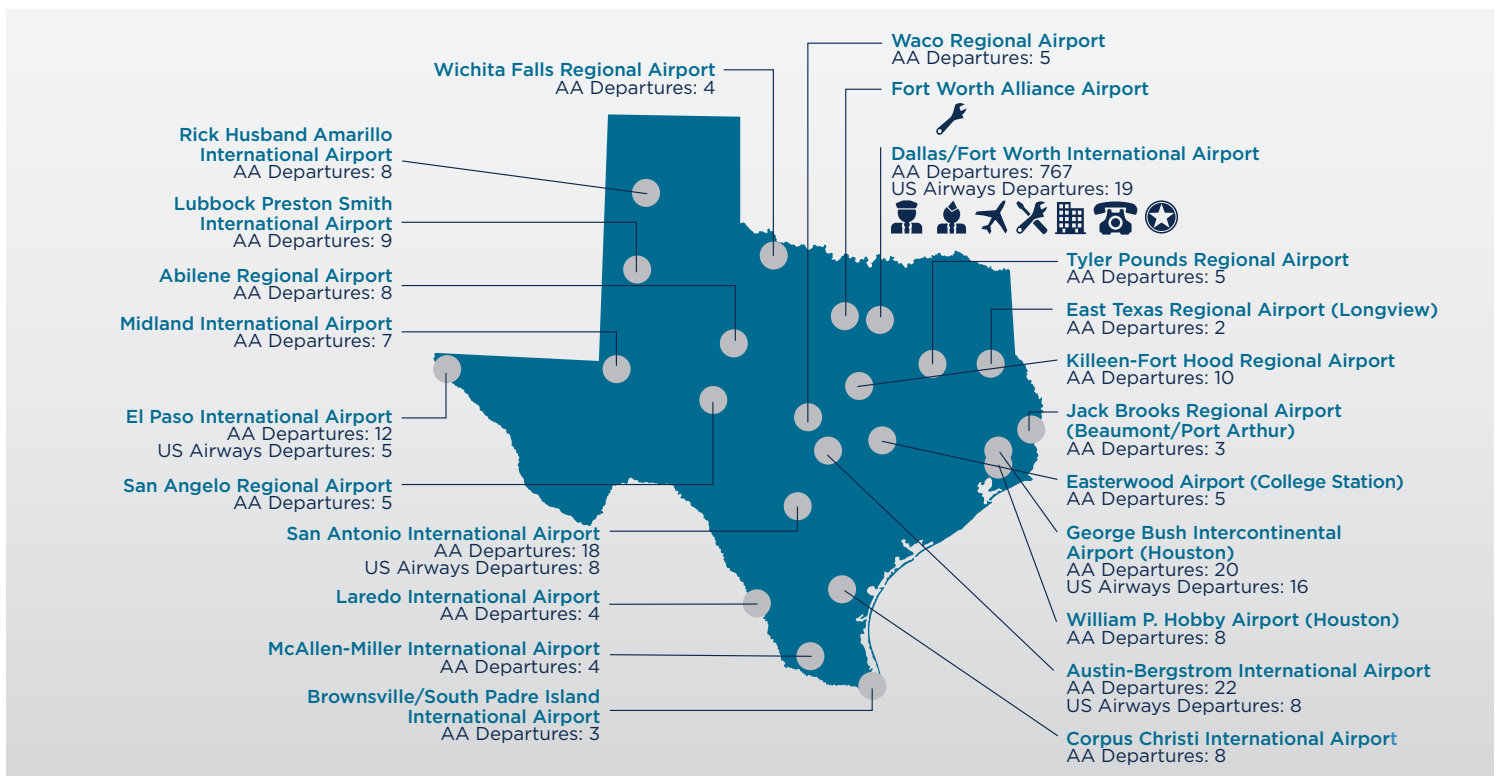 Wichita Falls Regional Airport
AA Departures: 4
Rick Husband Amarillo
International Airport
AA Departures: 8
Lubbock Preston Smith
International Airport
AA Departures: 9
Abilene Regional Airport
AA Departures: 8
Midland International Airport
AA Departures: 7
El Paso International Airport
AA Departures: 12
US Airways Departures: 5
San Angelo Regional Airport
AA Departures: 5
San Antonio International Airport
AA Departures: 18
US Airways Departures: 8
Laredo International Airport
AA Departures: 4
McAllen-Miller International Airport
AA Departures: 4
Brownsville/South Padre Island
International Airport
AA Departures: 3
Waco Regional Airport
AA Departures: 5
Fort Worth Alliance Airport
Dallas/Fort Worth International Airport
AA Departures: 767
US Airways Departures: 19
Tyler Pounds Regional Airport
AA Departures: 5
East Texas Regional Airport (Longview)
AA Departures: 2
Killeen-Fort Hood Regional Airport
AA Departures: 10
Jack Brooks Regional Airport
(Beaumont/Port Arthur)
AA Departures: 3
Easterwood Airport (College Station)
AA Departures: 5
George Bush Intercontinental
Airport (Houston)
AA Departures: 20
US Airways Departures: 16
William P. Hobby Airport (Houston)
AA Departures: 8
Austin-Bergstrom International Airport
AA Departures: 22
US Airways Departures: 8
Corpus Christi International Airport
AA Departures: 8